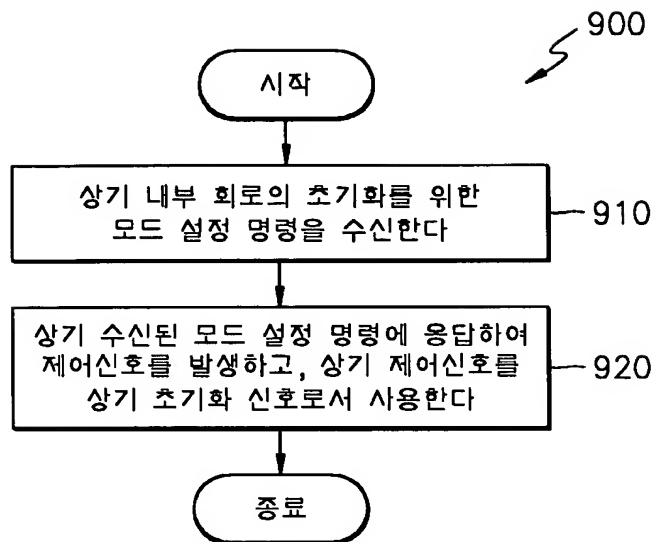 900
시작
상기 내부 회로의 초기화를 위한
모드 설정 명령을 수신한다
910
상기 수신된 모드 설정 명령에 응답하여
제어신호를 발생하고, 상기 제어신호를
상기 초기화 신호로서 사용한다
920
종료